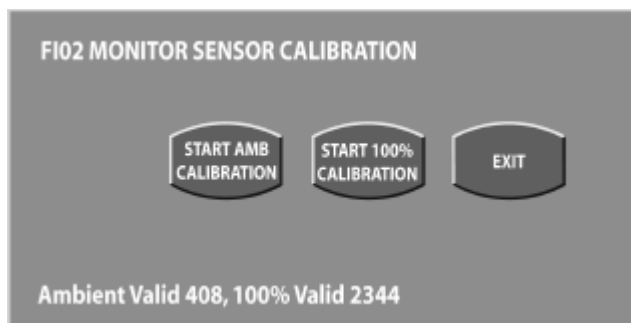 FI02 MONITOR SENSOR CALIBRATION
START AMB
CALIBRATION
START 100%
CALIBRATION
EXIT
Ambient Valid 408, 100% Valid 2344